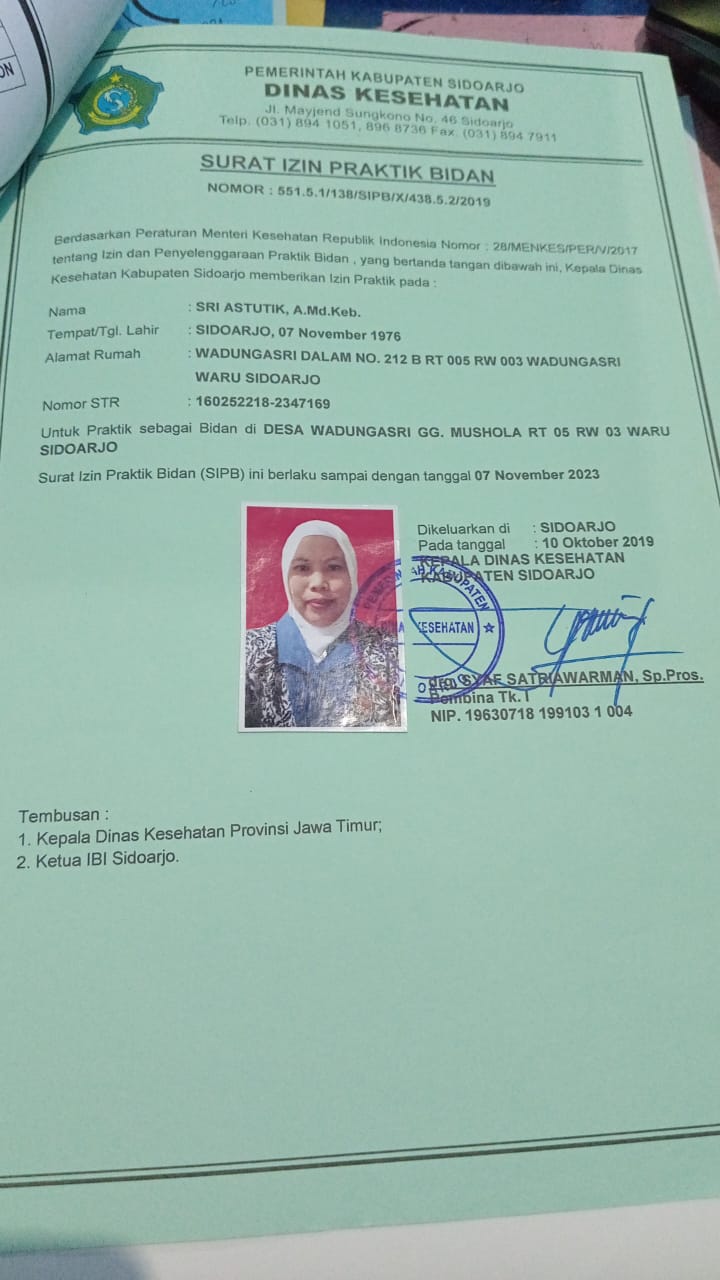 ON
PEMERINTAH KABUPATEN SIDOARJO
DINAS KESEHATAN
Jl. Mayjend Sungkono No. 46 Sidoarjo
Telp. (031) 894 1051, 896 8736 Fax. (031) 894 7911
SURAT IZIN PRAKTIK BIDAN
NOMOR : 551.5.1/138/SIPB/X/438.5.2/2019
Berdasarkan Peraturan Menteri Kesehatan Republik Indonesia Nomor : 28/MENKES/PER/V/2017
tentang Izin dan Penyelenggaraan Praktik Bidan , yang bertanda tangan dibawah ini, Kepala Dinas
Kesehatan Kabupaten Sidoarjo memberikan Izin Praktik pada :
Nama : SRI ASTUTIK, A.Md.Keb.
Tempat/Tgl. Lahir : SIDOARJO, 07 November 1976
Alamat Rumah : WADUNGASRI DALAM NO. 212 B RT 005 RW 003 WADUNGASRI
WARU SIDOARJO
Nomor STR : 160252218-2347169
Untuk Praktik sebagai Bidan di DESA WADUNGASRI GG. MUSHOLA RT 05 RW 03 WARU
SIDOARJO
Surat Izin Praktik Bidan (SIPB) ini berlaku sampai dengan tanggal 07 November 2023
Dikeluarkan di : SIDOARJO
Pada tanggal : 10 Oktober 2019
KEPALA DINAS KESEHATAN
KABUPATEN SIDOARJO
KABUPATEN
KESEHATAN
drg. SYAF SATRIAWARMAN, Sp.Pros.
Pembina Tk. I
NIP. 19630718 199103 1 004
Tembusan :
1. Kepala Dinas Kesehatan Provinsi Jawa Timur;
2. Ketua IBI Sidoarjo.